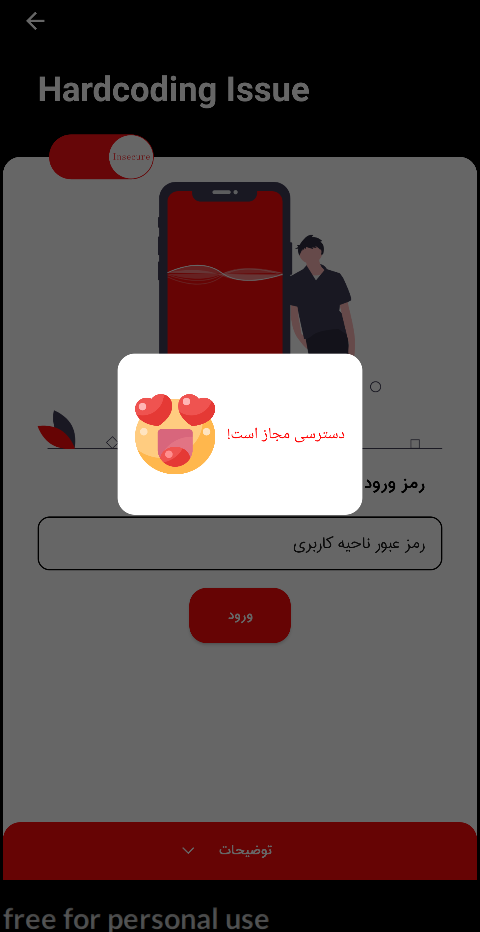 Hardcoding Issue
Insecure
دسترسی مجاز است!
رمز ورود
رمز عبور ناحیه کاربری
ورود
توضیحات
free for personal use